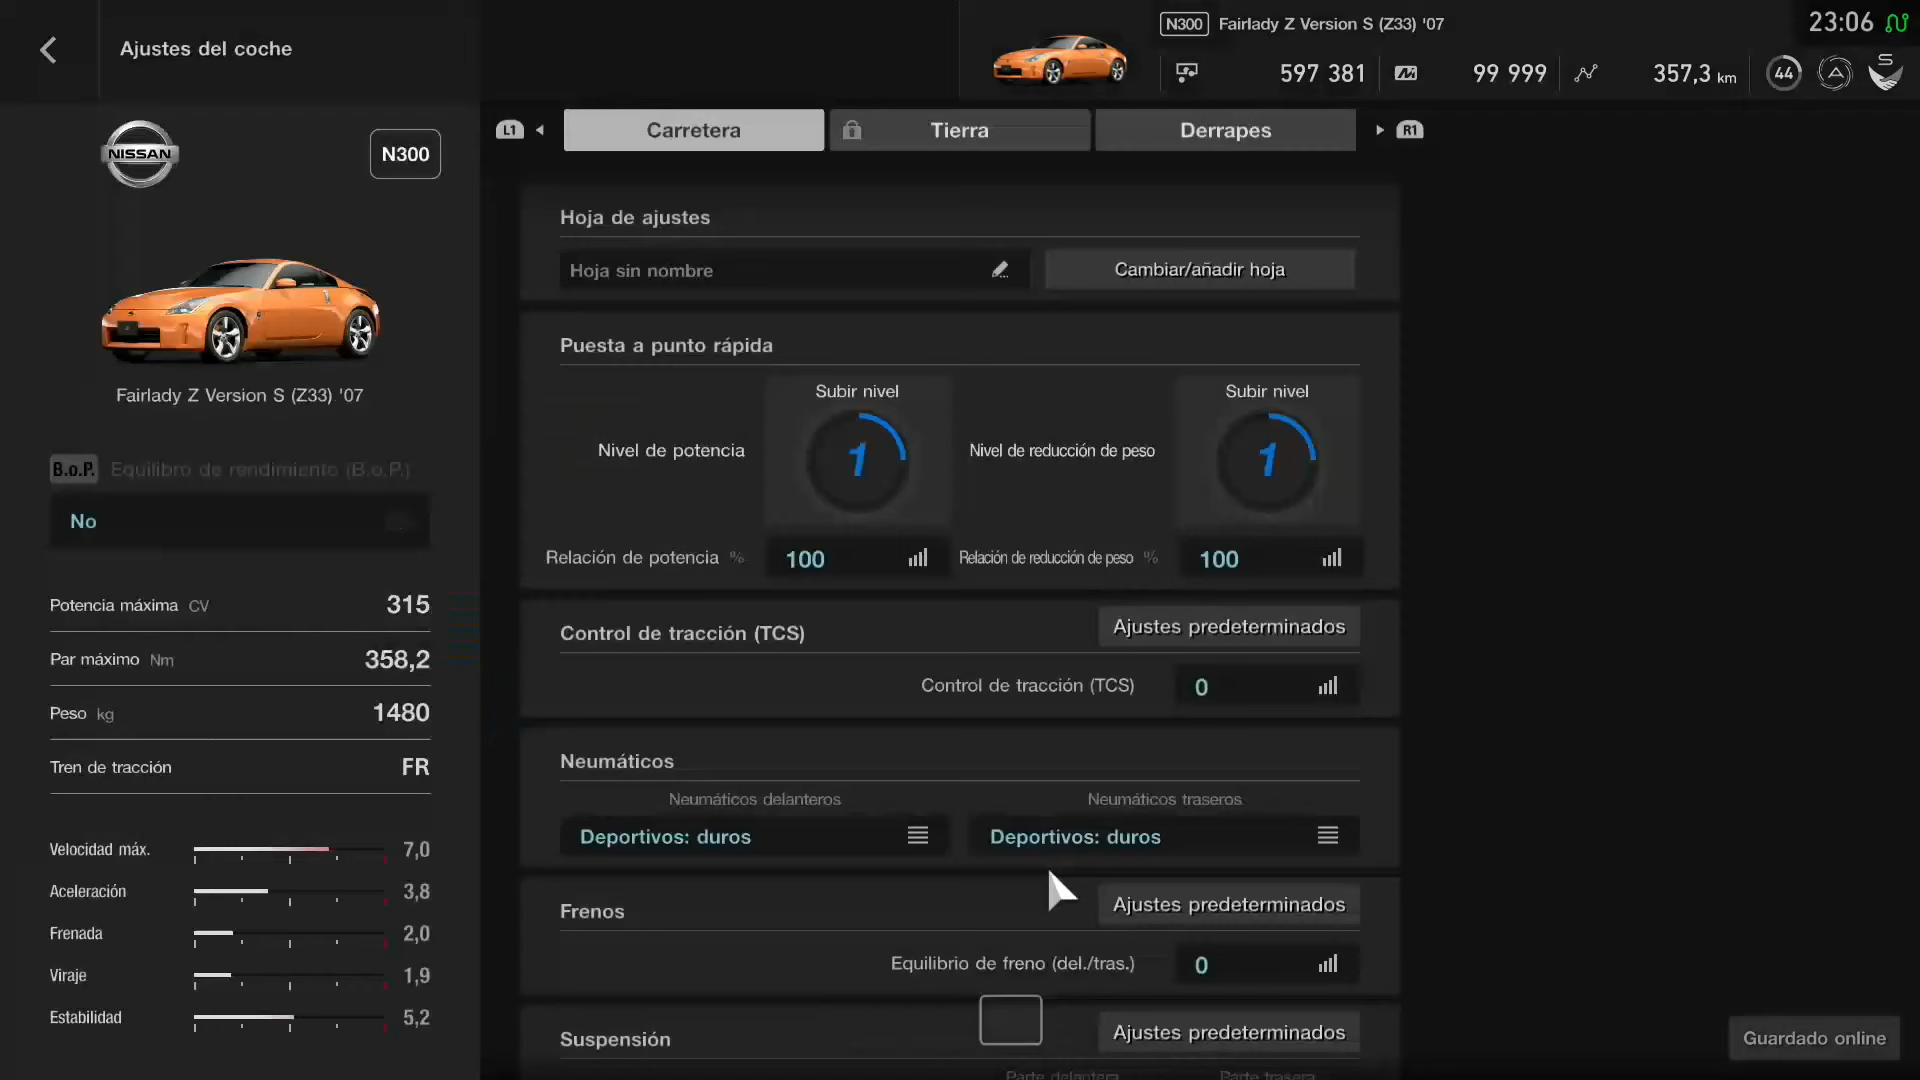 Ajustes del coche
N300 Fairlady Z Version S (Z33) '07
23:06
597 381
99 999
357,3 km
44
S
L1
Carretera
Tierra
Derrapes
R1
NISSAN
N300
Fairlady Z Version S (Z33) '07
B.o.P. Equilibro de rendimiento (B.o.P.)
No
Potencia máxima CV 315
Par máximo Nm 358,2
Peso kg 1480
Tren de tracción FR
Velocidad máx. 7,0
Aceleración 3,8
Frenada 2,0
Viraje 1,9
Estabilidad 5,2
Hoja de ajustes
Hoja sin nombre
Cambiar/añadir hoja
Puesta a punto rápida
Subir nivel
Subir nivel
Nivel de potencia
1
Nivel de reducción de peso
1
Relación de potencia % 100
Relación de reducción de peso % 100
Control de tracción (TCS)
Ajustes predeterminados
Control de tracción (TCS) 0
Neumáticos
Neumáticos delanteros
Neumáticos traseros
Deportivos: duros
Deportivos: duros
Frenos
Ajustes predeterminados
Equilibrio de freno (del./tras.) 0
Suspensión
Ajustes predeterminados
Parte delantera
Parte trasera
Guardado online